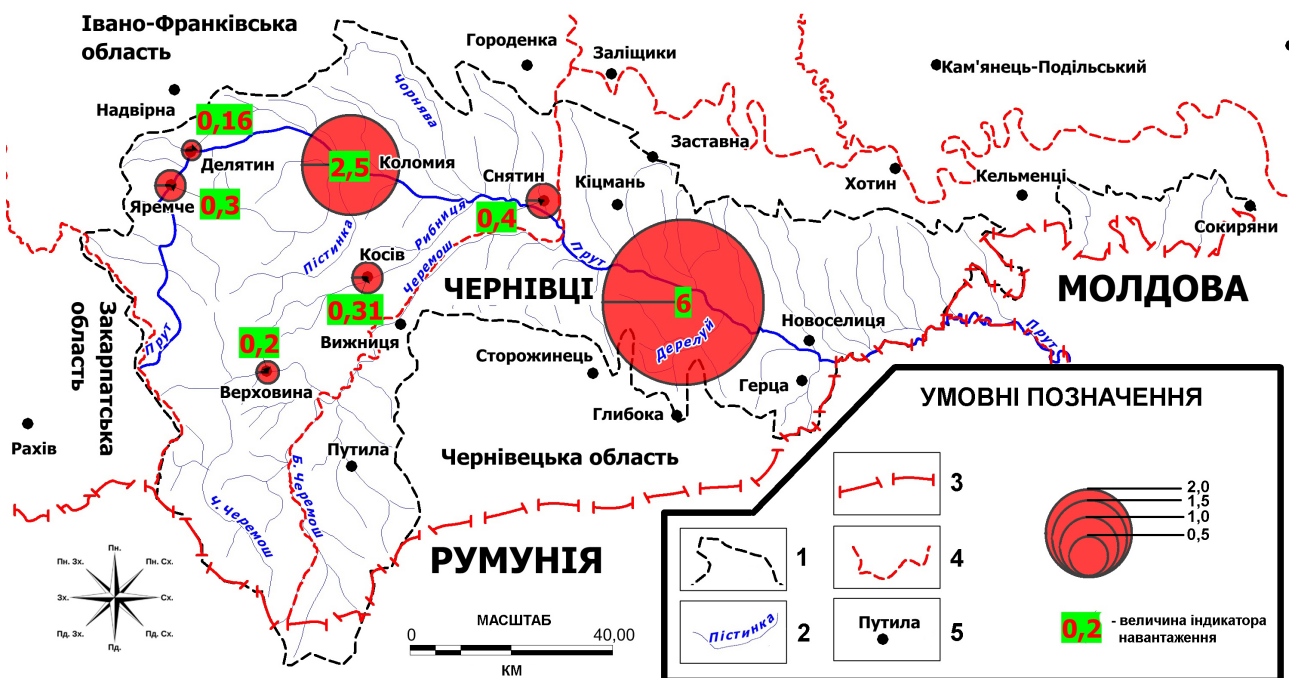 Івано-Франківська
область
Городенка
Заліщики
Кам'янець-Подільський
Надвірна
Чорнява
0,16
Заставна
Делятин
2,5
Коломия
Снятин
Кіцмань
Хотин
Кельменці
Яремче
0,3
0,4
Сокиряни
Рибниця
Черемош
Пістинка
Косів
Прут
ЧЕРНІВЦІ
МОЛДОВА
Закарпатська
область
Прут
0,31
6
Новоселиця
Прут
0,2
Вижниця
Дерелуй
Сторожинець
Верховина
Герца
Глибока
Рахів
Путила
Чернівецька область
Б. Черемош
Ч. Черемош
РУМУНІЯ
Пн.
Пн. Зх.
Пн. Сх.
Зх.
Сх.
Пд. Зх.
Пд. Сх.
Пд.
МАСШТАБ
0
40,00
КМ
УМОВНІ ПОЗНАЧЕННЯ
1
Пістинка
2
3
4
Путила
5
2,0
1,5
1,0
0,5
0,2
- величина індикатора
навантаження